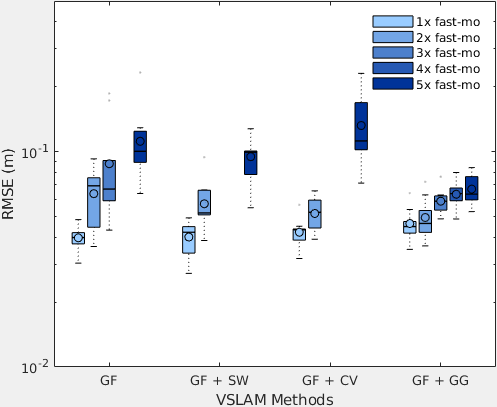 1x fast-mo
2x fast-mo
3x fast-mo
4x fast-mo
5x fast-mo
10^-1
RMSE (m)
10^-2
GF GF + SW GF + CV GF + GG
VSLAM Methods